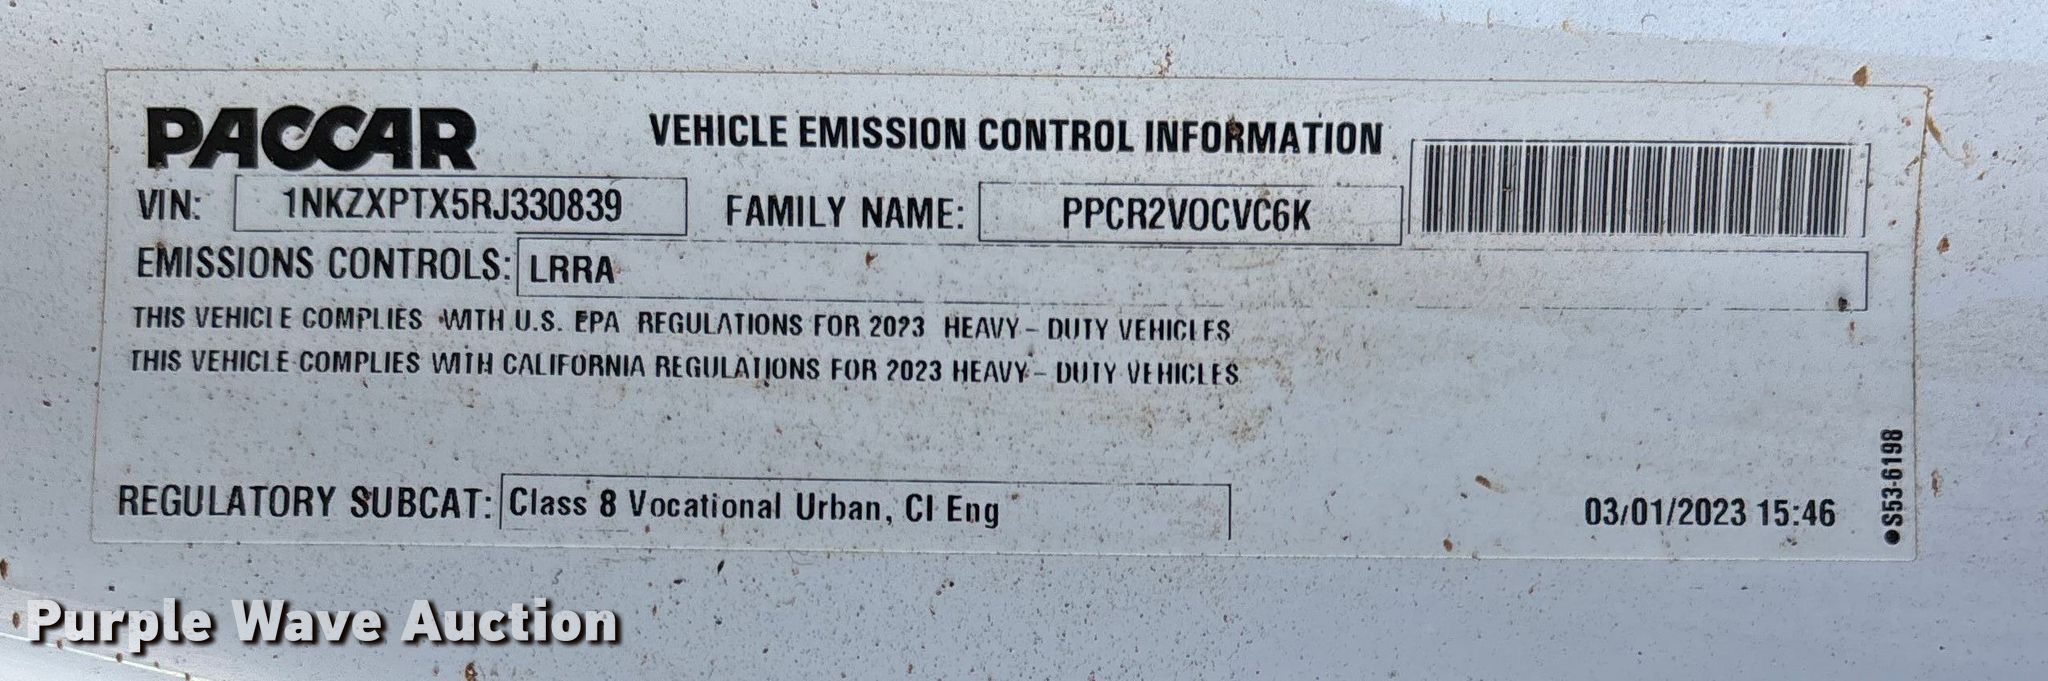 PACCAR
VEHICLE EMISSION CONTROL INFORMATION
VIN: 1NKZXPTX5RJ330839 FAMILY NAME: PPCR2VOCVC6K
EMISSIONS CONTROLS: LRRA
THIS VEHICLE COMPLIES WITH U.S. EPA REGULATIONS FOR 2023 HEAVY-DUTY VEHICLES
THIS VEHICLE COMPLIES WITH CALIFORNIA REGULATIONS FOR 2023 HEAVY-DUTY VEHICLES
REGULATORY SUBCAT: Class 8 Vocational Urban, CI Eng
03/01/2023 15:46
S53-6198
Purple Wave Auction